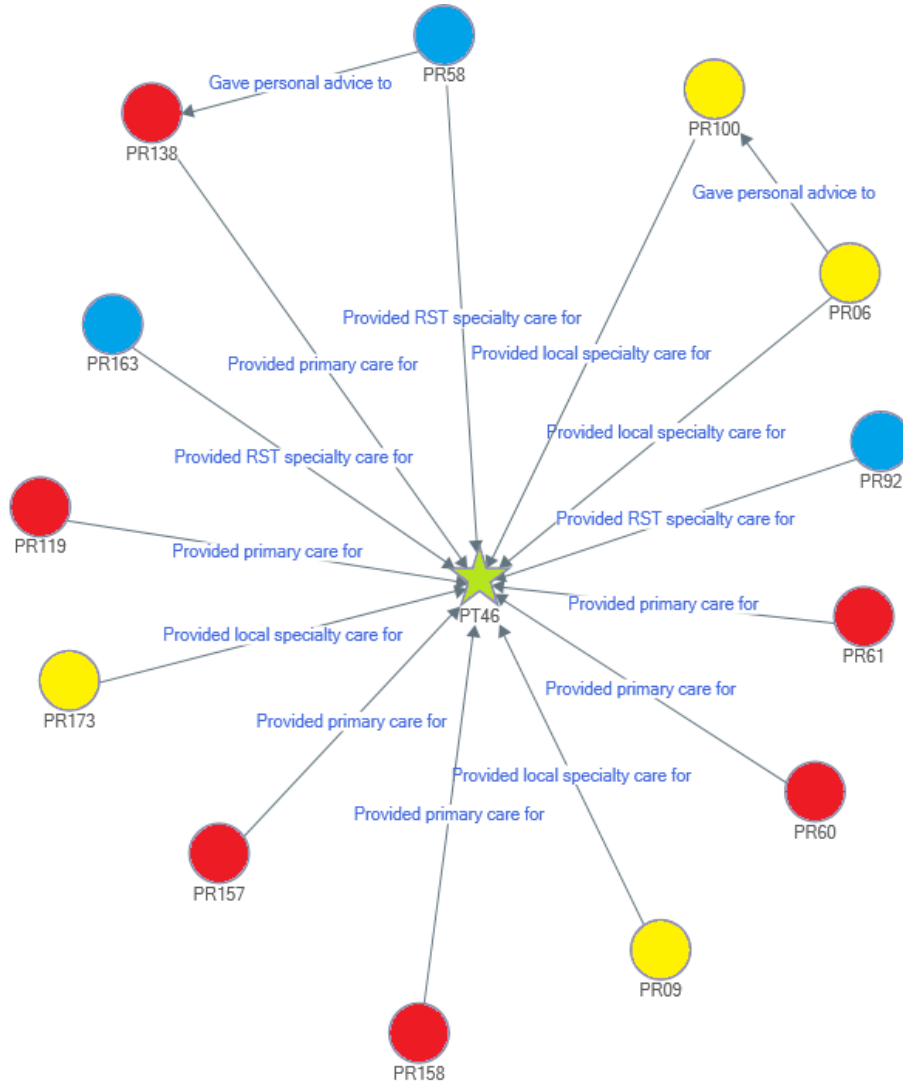 PR58
Gave personal advice to
PR138
PR100
Gave personal advice to
PR06
PR163
Provided RST specialty care for
Provided local specialty care for
Provided primary care for
Provided local specialty care for
Provided RST specialty care for
PR92
PR119
Provided RST specialty care for
Provided primary care for
PT46
Provided primary care for
PR61
Provided local specialty care for
PR173
Provided primary care for
Provided primary care for
Provided local specialty care for
Provided primary care for
PR60
PR157
PR09
PR158